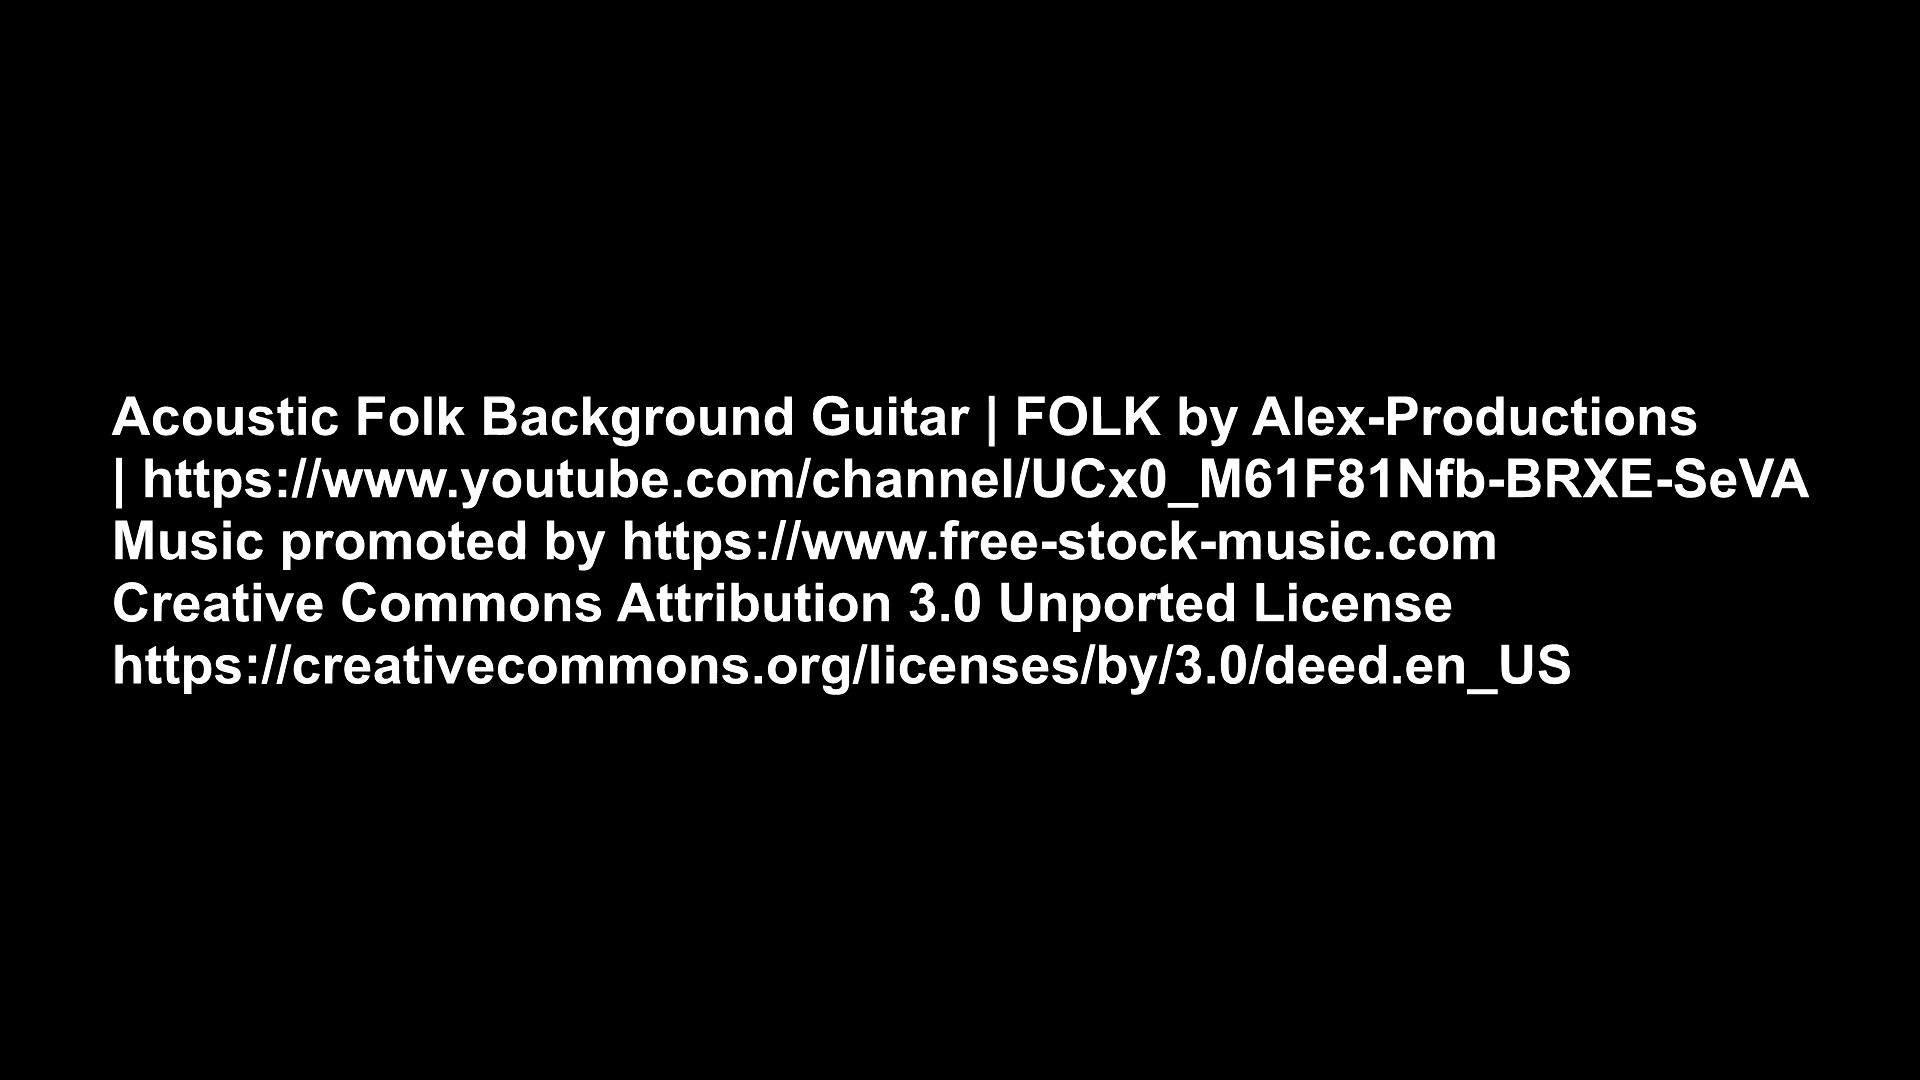 Acoustic Folk Background Guitar | FOLK by Alex-Productions
| https://www.youtube.com/channel/UCx0_M61F81Nfb-BRXE-SeVA
Music promoted by https://www.free-stock-music.com
Creative Commons Attribution 3.0 Unported License
https://creativecommons.org/licenses/by/3.0/deed.en_US